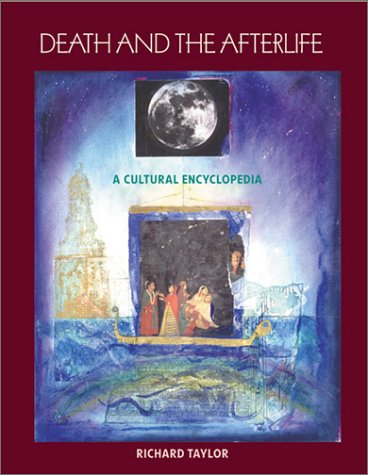 DEATH AND THE AFTERLIFE
A CULTURAL ENCYCLOPEDIA
RICHARD TAYLOR